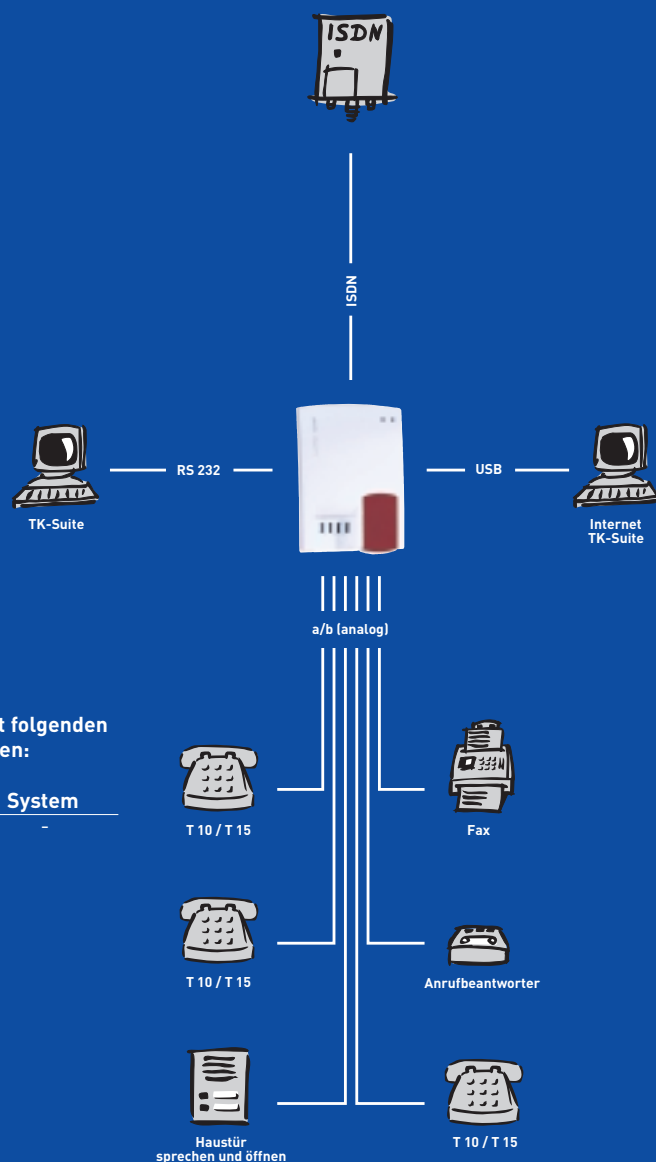 ISDN
ISDN
RS 232
USB
TK-Suite
Internet
TK-Suite
a/b (analog)
t folgenden
en:
System
–
T 10 / T 15
Fax
T 10 / T 15
Anrufbeantworter
Haustür
sprechen und öffnen
T 10 / T 15